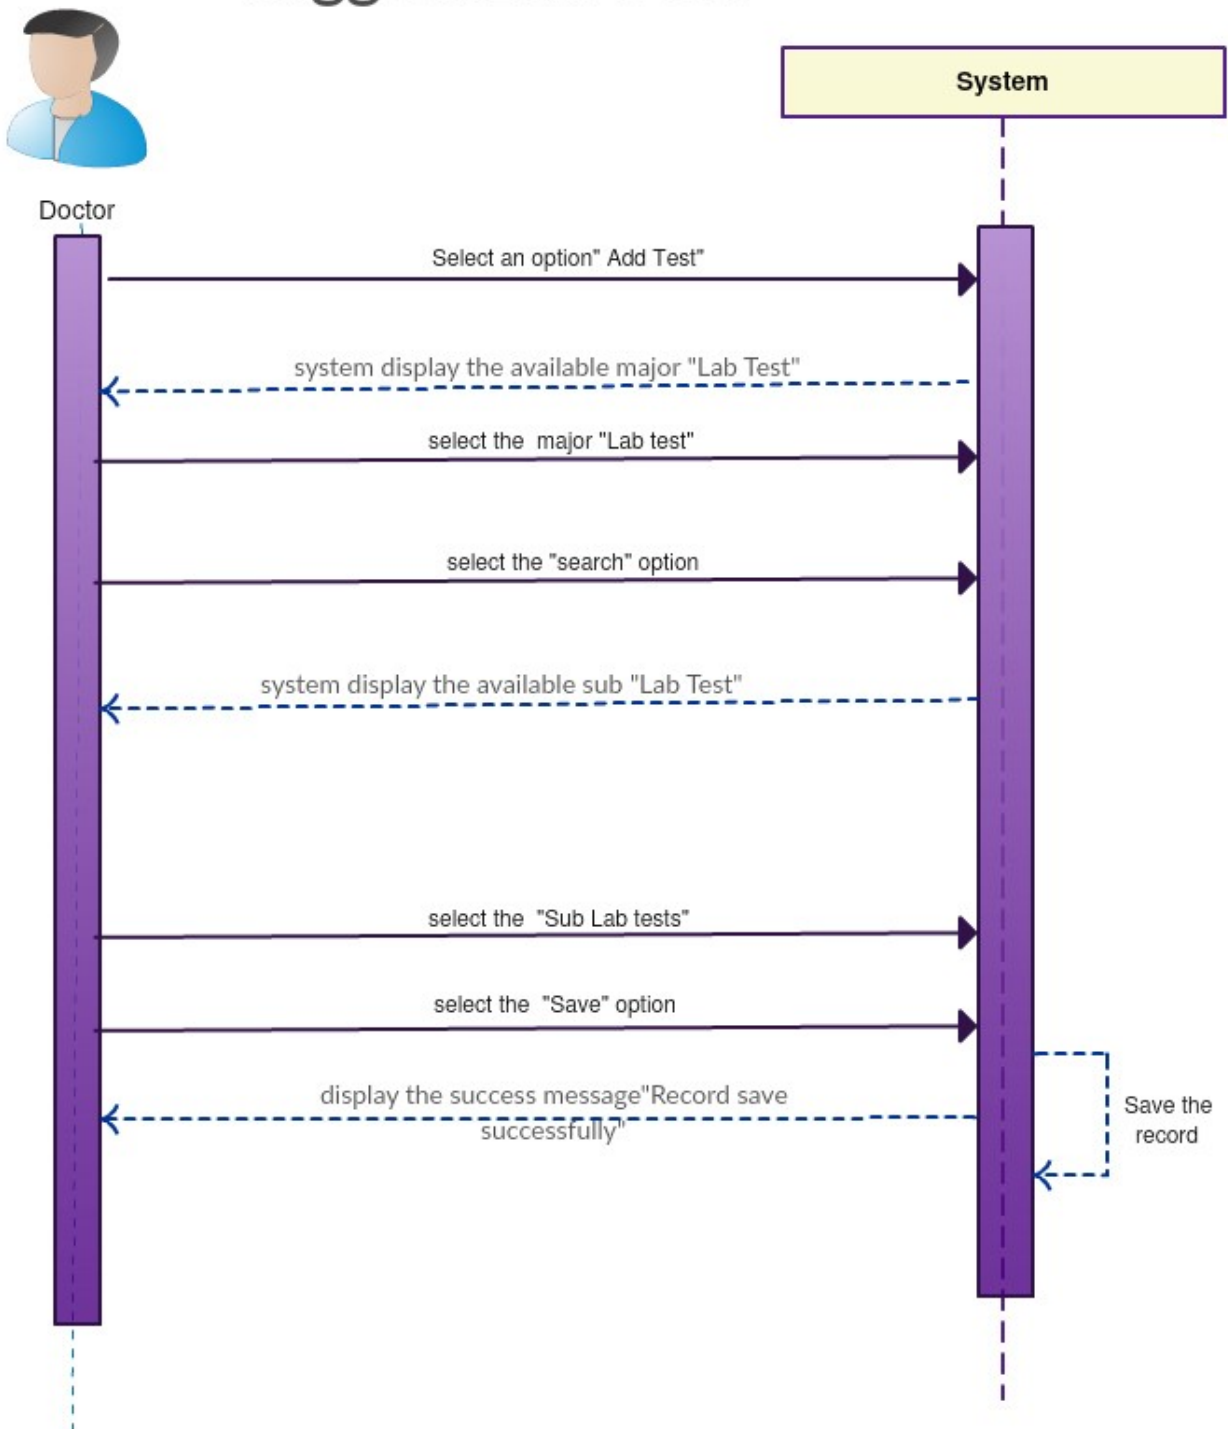 System
Doctor
Select an option" Add Test"
system display the available major "Lab Test"
select the  major "Lab test"
select the "search" option
system display the available sub "Lab Test"
select the  "Sub Lab tests"
select the  "Save" option
display the success message"Record save
successfully"
Save the
record